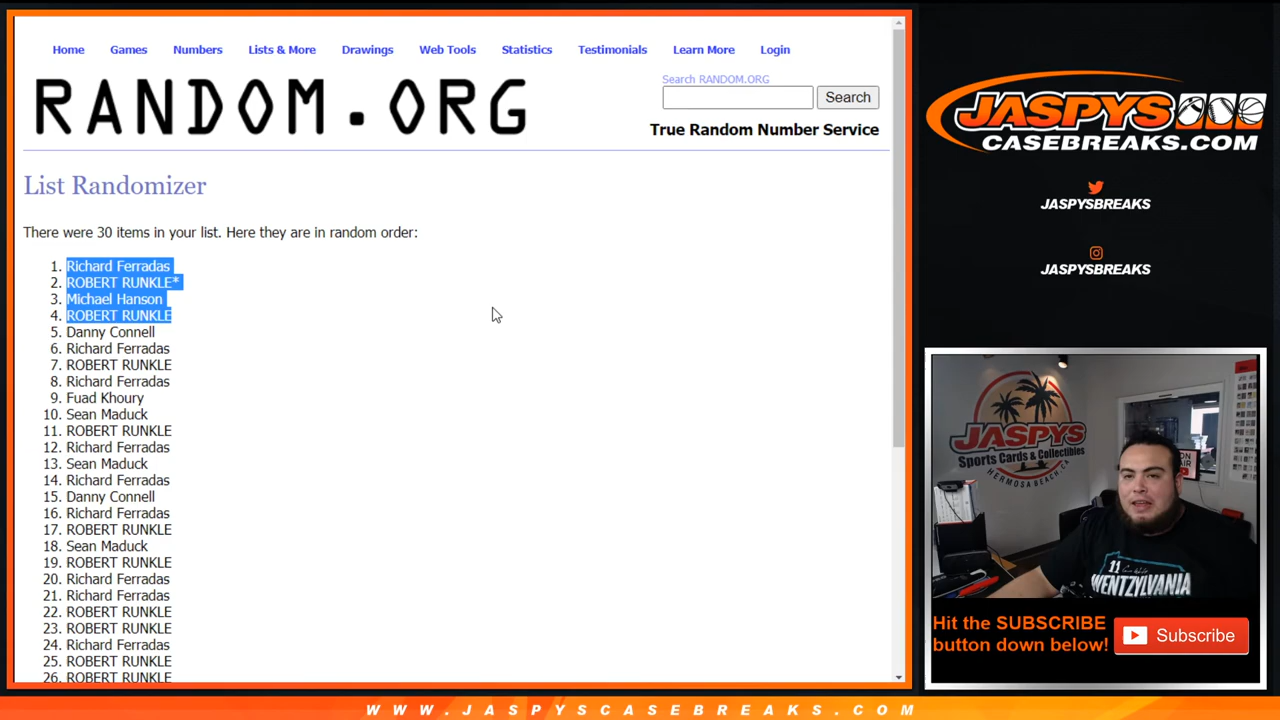 Home Games Numbers Lists & More Drawings Web Tools Statistics Testimonials Learn More Login
RANDOM.ORG
Search RANDOM.ORG
Search
True Random Number Service
List Randomizer
There were 30 items in your list. Here they are in random order:
1. Richard Ferradas
2. ROBERT RUNKLE*
3. Michael Hanson
4. ROBERT RUNKLE
5. Danny Connell
6. Richard Ferradas
7. ROBERT RUNKLE
8. Richard Ferradas
9. Fuad Khoury
10. Sean Maduck
11. ROBERT RUNKLE
12. Richard Ferradas
13. Sean Maduck
14. Richard Ferradas
15. Danny Connell
16. Richard Ferradas
17. ROBERT RUNKLE
18. Sean Maduck
19. ROBERT RUNKLE
20. Richard Ferradas
21. Richard Ferradas
22. ROBERT RUNKLE
23. ROBERT RUNKLE
24. Richard Ferradas
25. ROBERT RUNKLE
26. ROBERT RUNKLE
JASPYS
CASEBREAKS.COM
JASPYSBREAKS
JASPYSBREAKS
JASPYS
Sports Cards & Collectibles
HERMOSA BEACH, CA
ON
AIR
11
WENTZYLVANIA
Hit the SUBSCRIBE
button down below!
Subscribe
WWW.JASPYSCASEBREAKS.COM